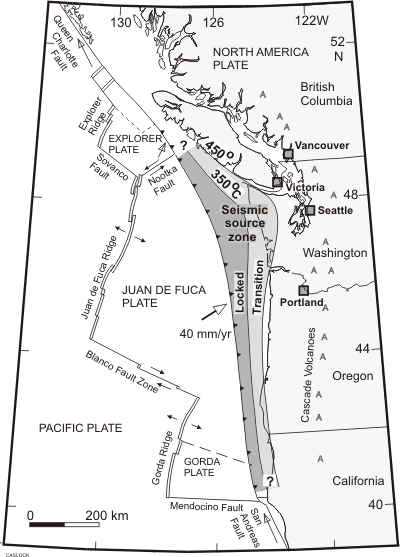 130
126
122W
52
N
Queen
Charlotte
Fault
NORTH AMERICA
PLATE
British
Columbia
Explorer
Ridge
EXPLORER
PLATE
?
450°
350°C
Vancouver
Sovanco
Fault
Nootka
Fault
Victoria
48
Seattle
Seismic
source
zone
Washington
Juan de Fuca Ridge
JUAN DE FUCA
PLATE
Locked
Transition
Portland
40 mm/yr
Cascade Volcanoes
44
Blanco Fault Zone
Oregon
PACIFIC PLATE
Gorda Ridge
GORDA
PLATE
?
California
Mendocino Fault
40
San
Andreas
Fault
0
200 km
CASLOCK